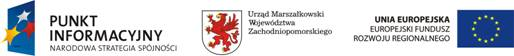 PUNKT
INFORMACYJNY
NARODOWA STRATEGIA SPÓJNOŚCI
Urząd Marszałkowski
Województwa
Zachodniopomorskiego
UNIA EUROPEJSKA
EUROPEJSKI FUNDUSZ
ROZWOJU REGIONALNEGO